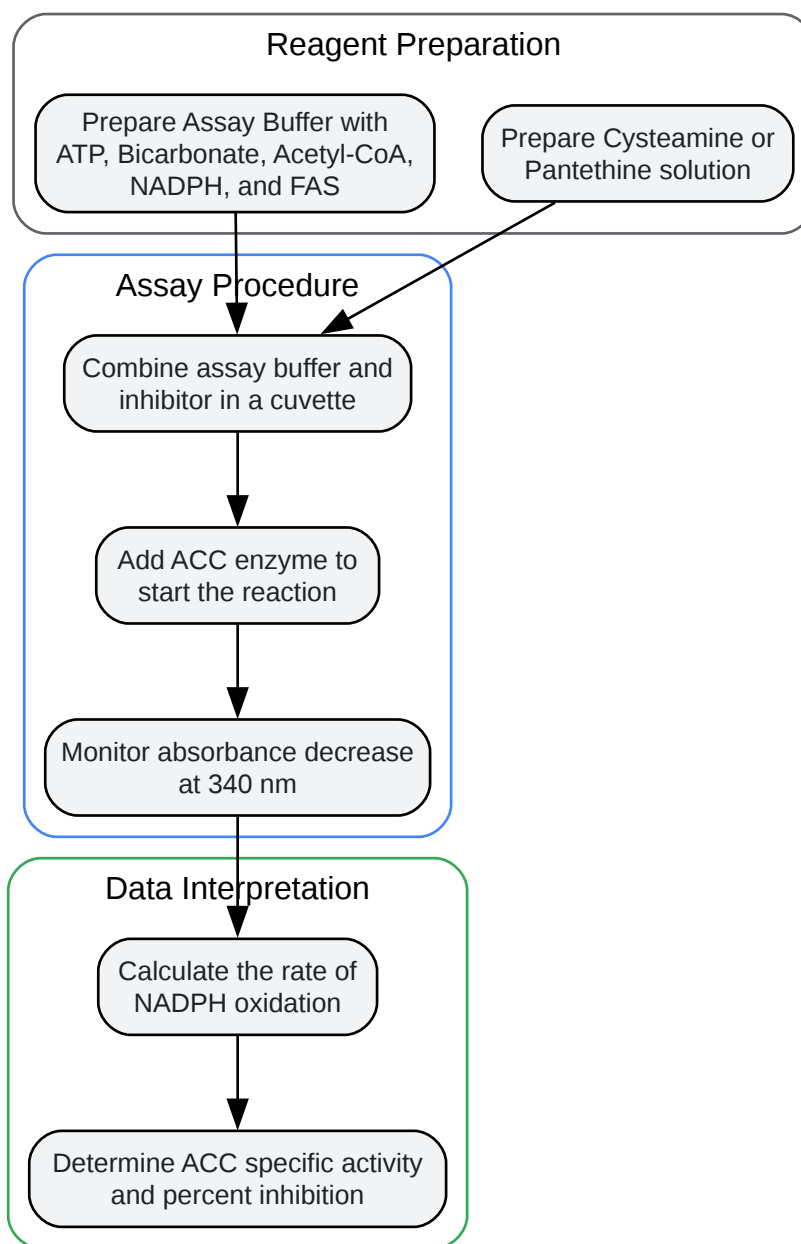 Reagent Preparation
Prepare Assay Buffer with
ATP, Bicarbonate, Acetyl-CoA,
NADPH, and FAS
Prepare Cysteamine or
Pantethine solution
Assay Procedure
Combine assay buffer and
inhibitor in a cuvette
Add ACC enzyme to
start the reaction
Monitor absorbance decrease
at 340 nm
Data Interpretation
Calculate the rate of
NADPH oxidation
Determine ACC specific activity
and percent inhibition